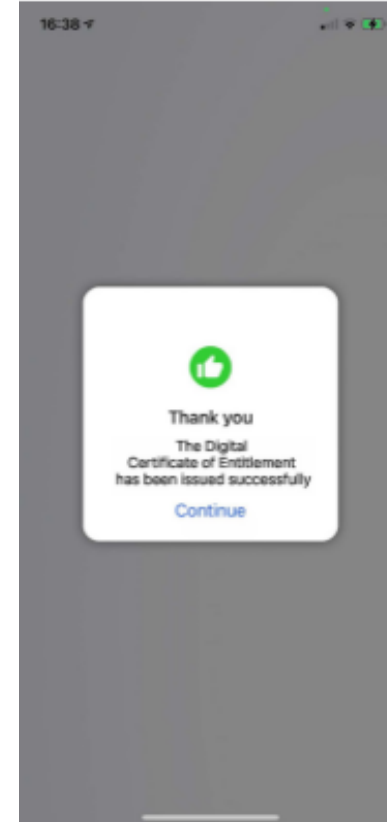 16:38
Thank you
The Digital
Certificate of Entitlement
has been issued successfully
Continue